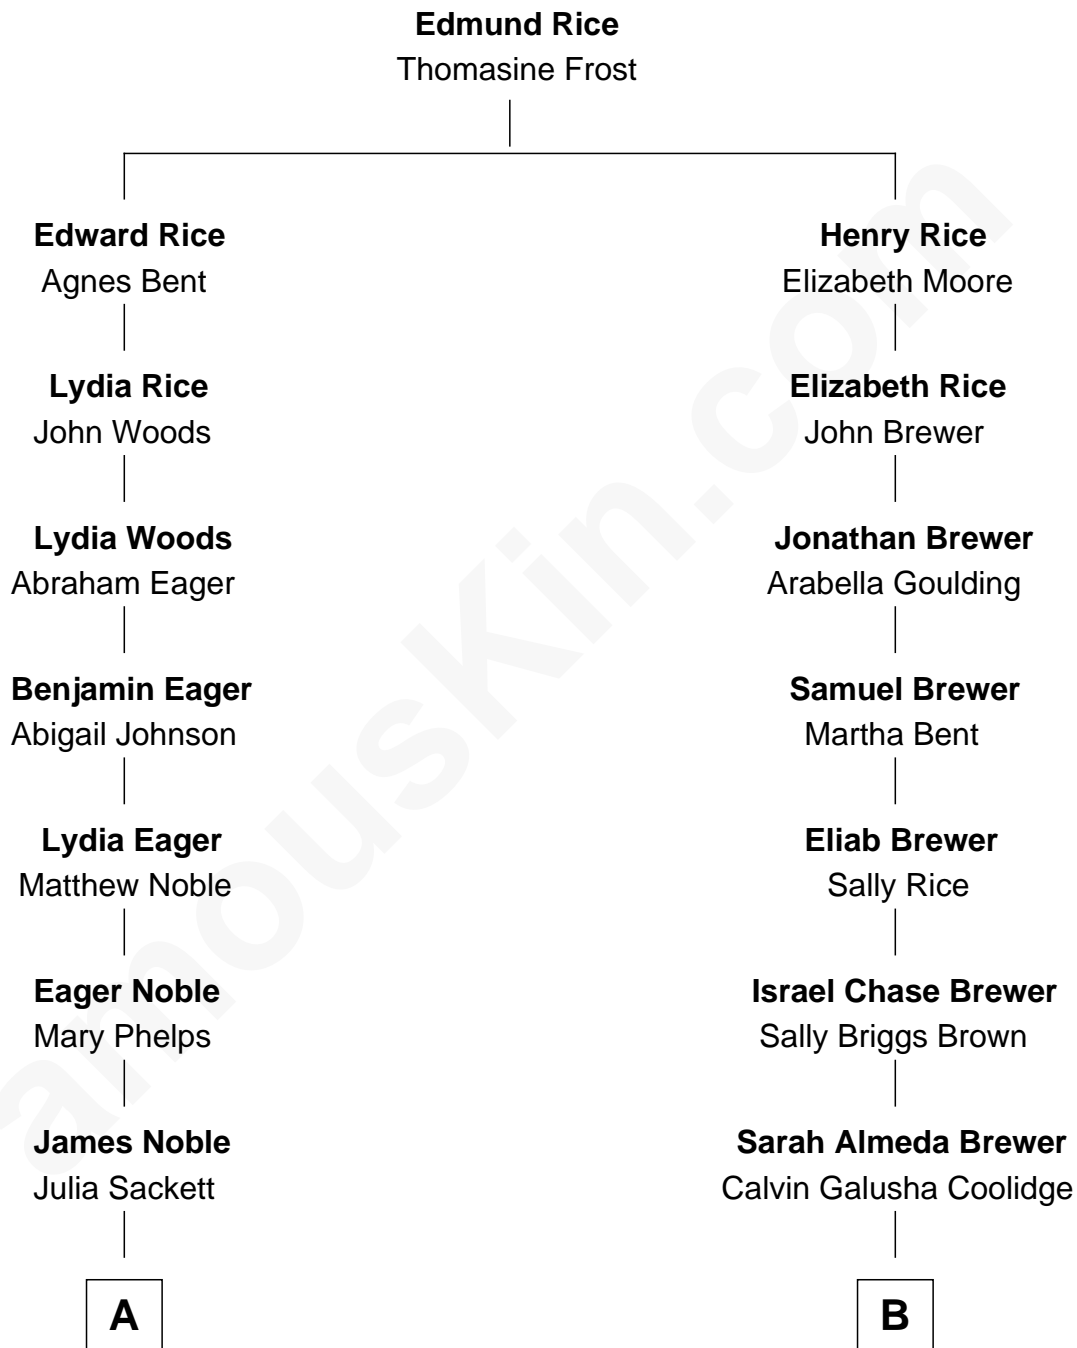 Edmund Rice
Thomasine Frost
Edward Rice
Agnes Bent
Lydia Rice
John Woods
Lydia Woods
Abraham Eager
Benjamin Eager
Abigail Johnson
Lydia Eager
Matthew Noble
Eager Noble
Mary Phelps
James Noble
Julia Sackett
A
Henry Rice
Elizabeth Moore
Elizabeth Rice
John Brewer
Jonathan Brewer
Arabella Goulding
Samuel Brewer
Martha Bent
Eliab Brewer
Sally Rice
Israel Chase Brewer
Sally Briggs Brown
Sarah Almeda Brewer
Calvin Galusha Coolidge
B
amousKin.com